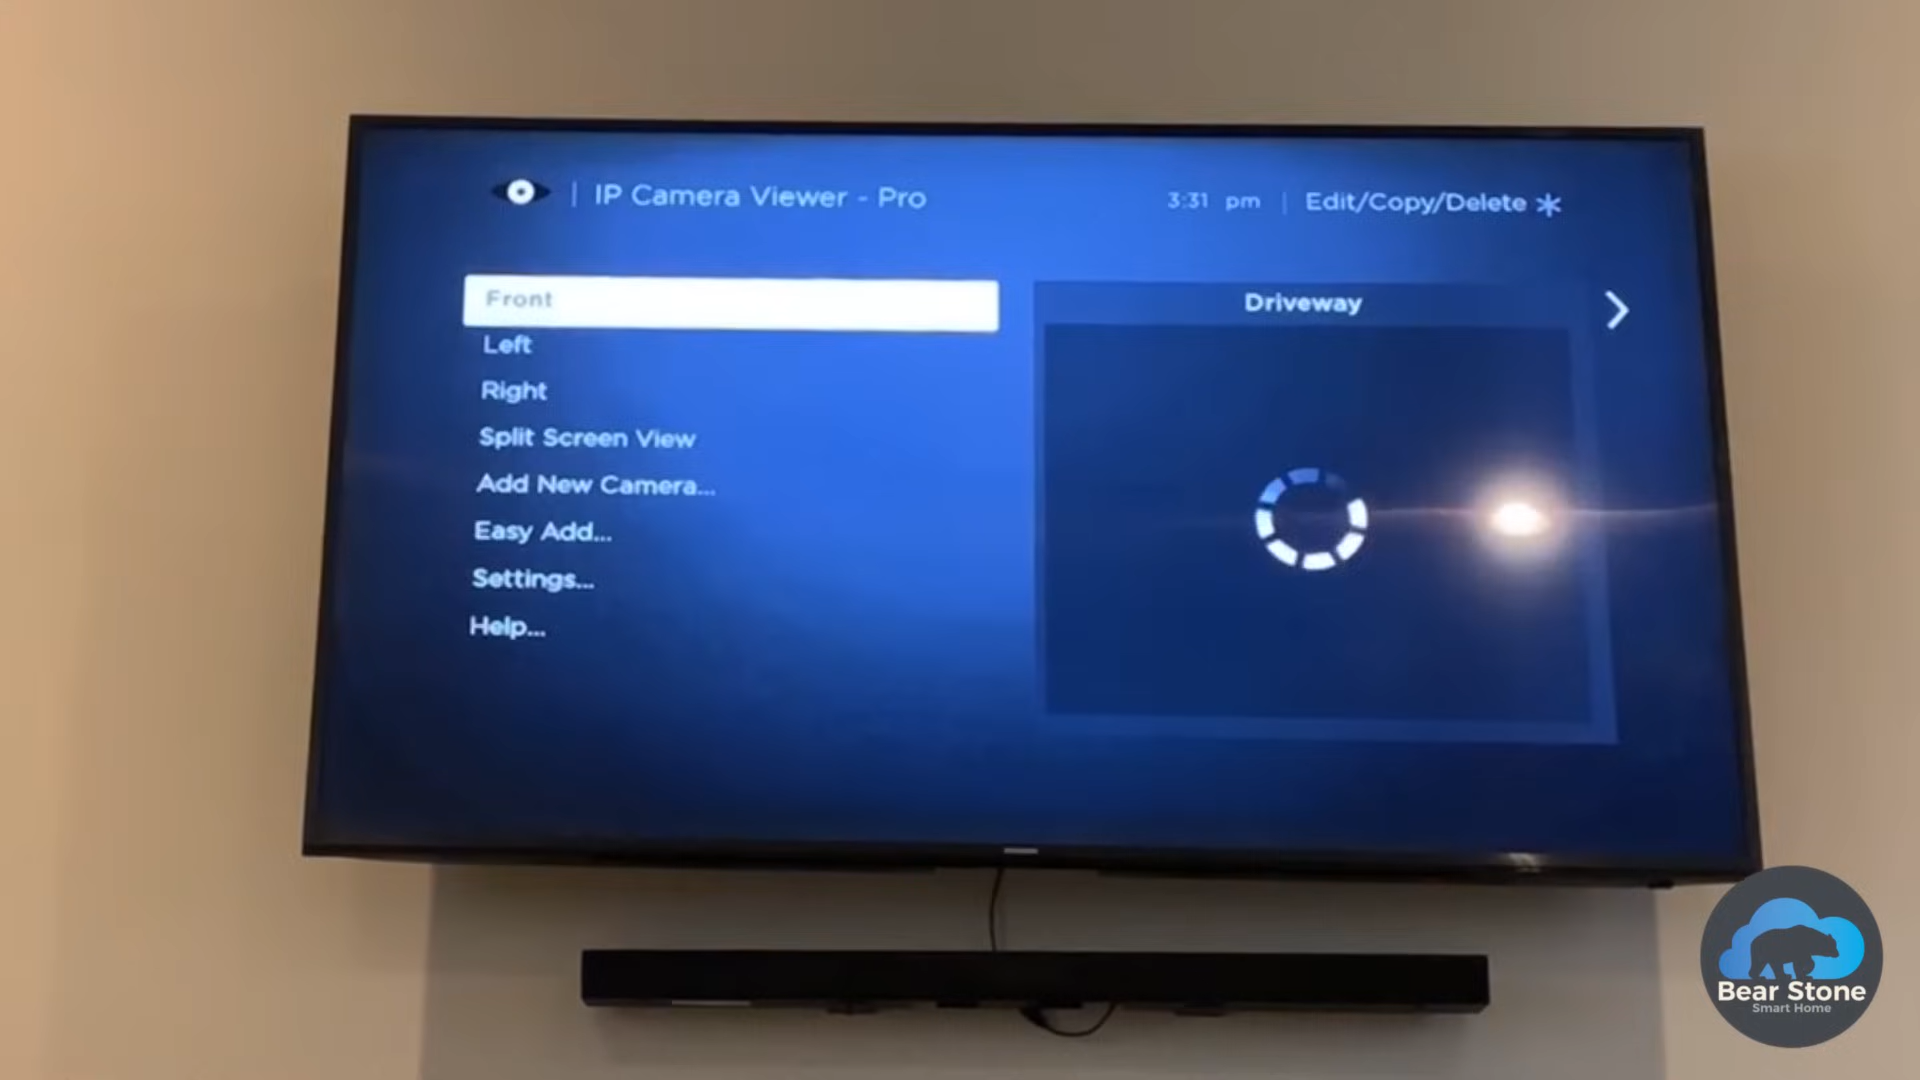 IP Camera Viewer - Pro
3:31 pm | Edit/Copy/Delete *
Front
Left
Right
Split Screen View
Add New Camera...
Easy Add...
Settings...
Help...
Driveway
Bear Stone
Smart Home